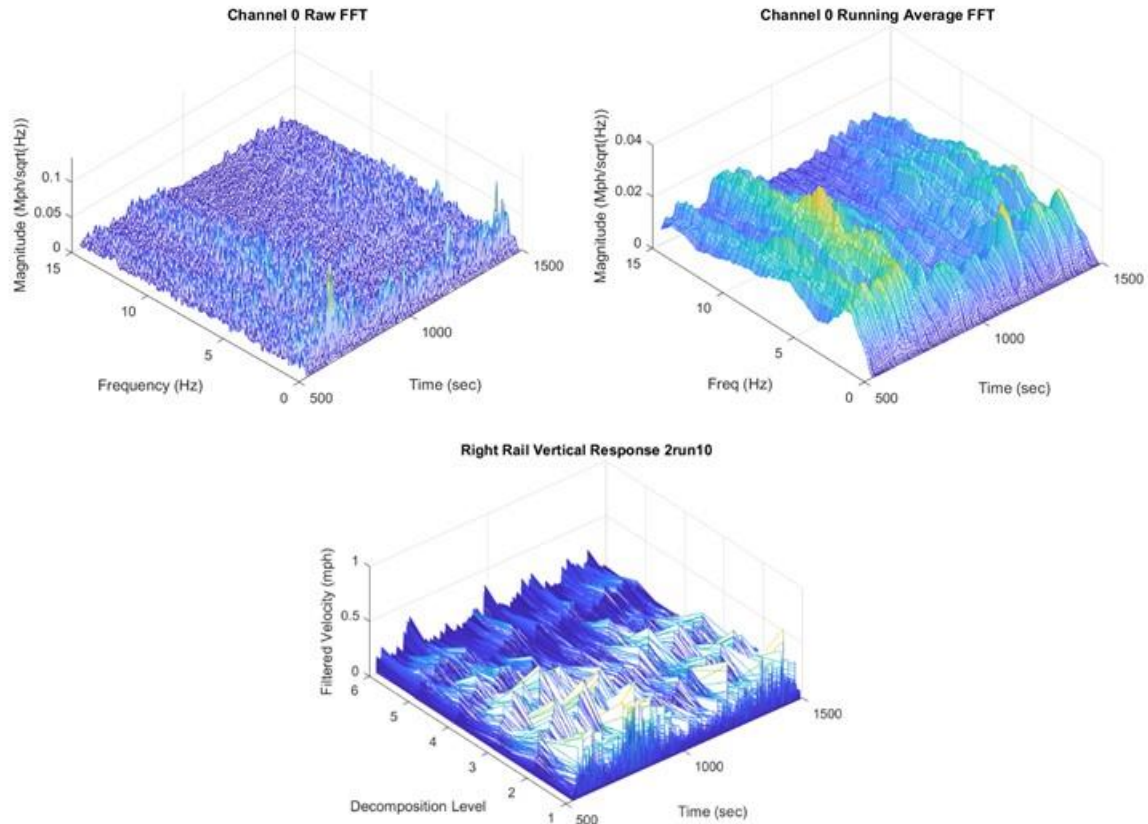 Channel 0 Raw FFT
Magnitude (Mph/sqrt(Hz))
0.1
0.05
0
15
10
5
0
Frequency (Hz)
500
1000
1500
Time (sec)
Channel 0 Running Average FFT
Magnitude (Mph/sqrt(Hz))
0.04
0.02
0
15
10
5
0
Freq (Hz)
500
1000
1500
Time (sec)
Right Rail Vertical Response 2run10
Filtered Velocity (mph)
1
0.5
0
6
5
4
3
2
1
Decomposition Level
500
1000
1500
Time (sec)